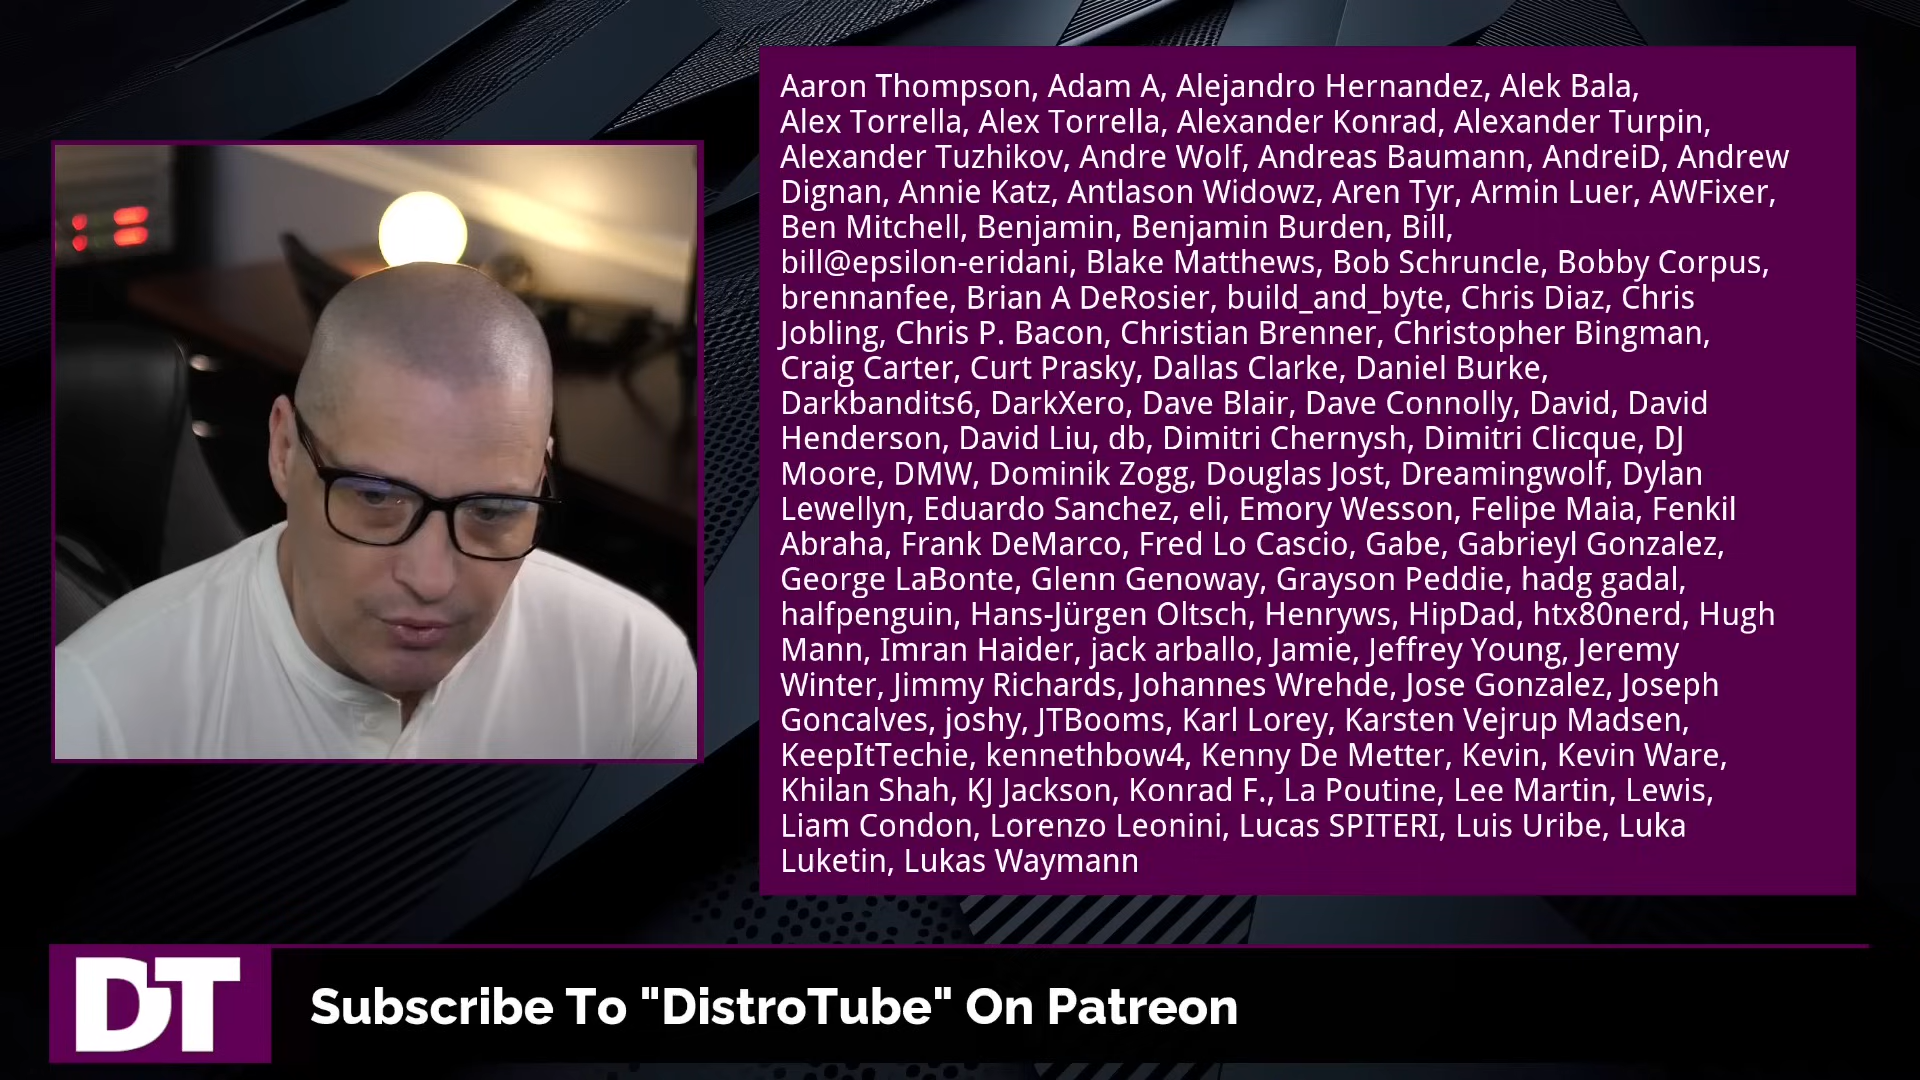 Aaron Thompson, Adam A, Alejandro Hernandez, Alek Bala,
Alex Torrella, Alex Torrella, Alexander Konrad, Alexander Turpin,
Alexander Tuzhikov, Andre Wolf, Andreas Baumann, AndreiD, Andrew
Dignan, Annie Katz, Antlason Widowz, Aren Tyr, Armin Luer, AWFixer,
Ben Mitchell, Benjamin, Benjamin Burden, Bill,
bill@epsilon-eridani, Blake Matthews, Bob Schruncle, Bobby Corpus,
brennanfee, Brian A DeRosier, build_and_byte, Chris Diaz, Chris
Jobling, Chris P. Bacon, Christian Brenner, Christopher Bingman,
Craig Carter, Curt Prasky, Dallas Clarke, Daniel Burke,
Darkbandits6, DarkXero, Dave Blair, Dave Connolly, David, David
Henderson, David Liu, db, Dimitri Chernysh, Dimitri Clicque, DJ
Moore, DMW, Dominik Zogg, Douglas Jost, Dreamingwolf, Dylan
Lewellyn, Eduardo Sanchez, eli, Emory Wesson, Felipe Maia, Fenkil
Abraha, Frank DeMarco, Fred Lo Cascio, Gabe, Gabrieyl Gonzalez,
George LaBonte, Glenn Genoway, Grayson Peddie, hadg gadal,
halfpenguin, Hans-Jürgen Oltsch, Henryws, HipDad, htx80nerd, Hugh
Mann, Imran Haider, jack arballo, Jamie, Jeffrey Young, Jeremy
Winter, Jimmy Richards, Johannes Wrehde, Jose Gonzalez, Joseph
Goncalves, joshy, JTBooms, Karl Lorey, Karsten Vejrup Madsen,
KeepItTechie, kennethbow4, Kenny De Metter, Kevin, Kevin Ware,
Khilan Shah, KJ Jackson, Konrad F., La Poutine, Lee Martin, Lewis,
Liam Condon, Lorenzo Leonini, Lucas SPITERI, Luis Uribe, Luka
Luketin, Lukas Waymann
DT
Subscribe To "DistroTube" On Patreon